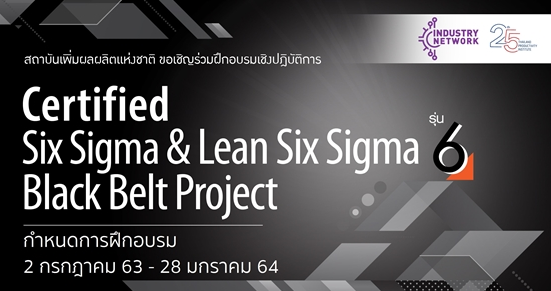 INDUSTRY
NETWORK
25
THAILAND
PRODUCTIVITY
INSTITUTE
สถาบันเพิ่มผลผลิตแห่งชาติ ขอเชิญร่วมฝึกอบรมเชิงปฏิบัติการ
Certified
Six Sigma & Lean Six Sigma
รุ่น 6
Black Belt Project
กำหนดการฝึกอบรม
2 กรกฎาคม 63 - 28 มกราคม 64